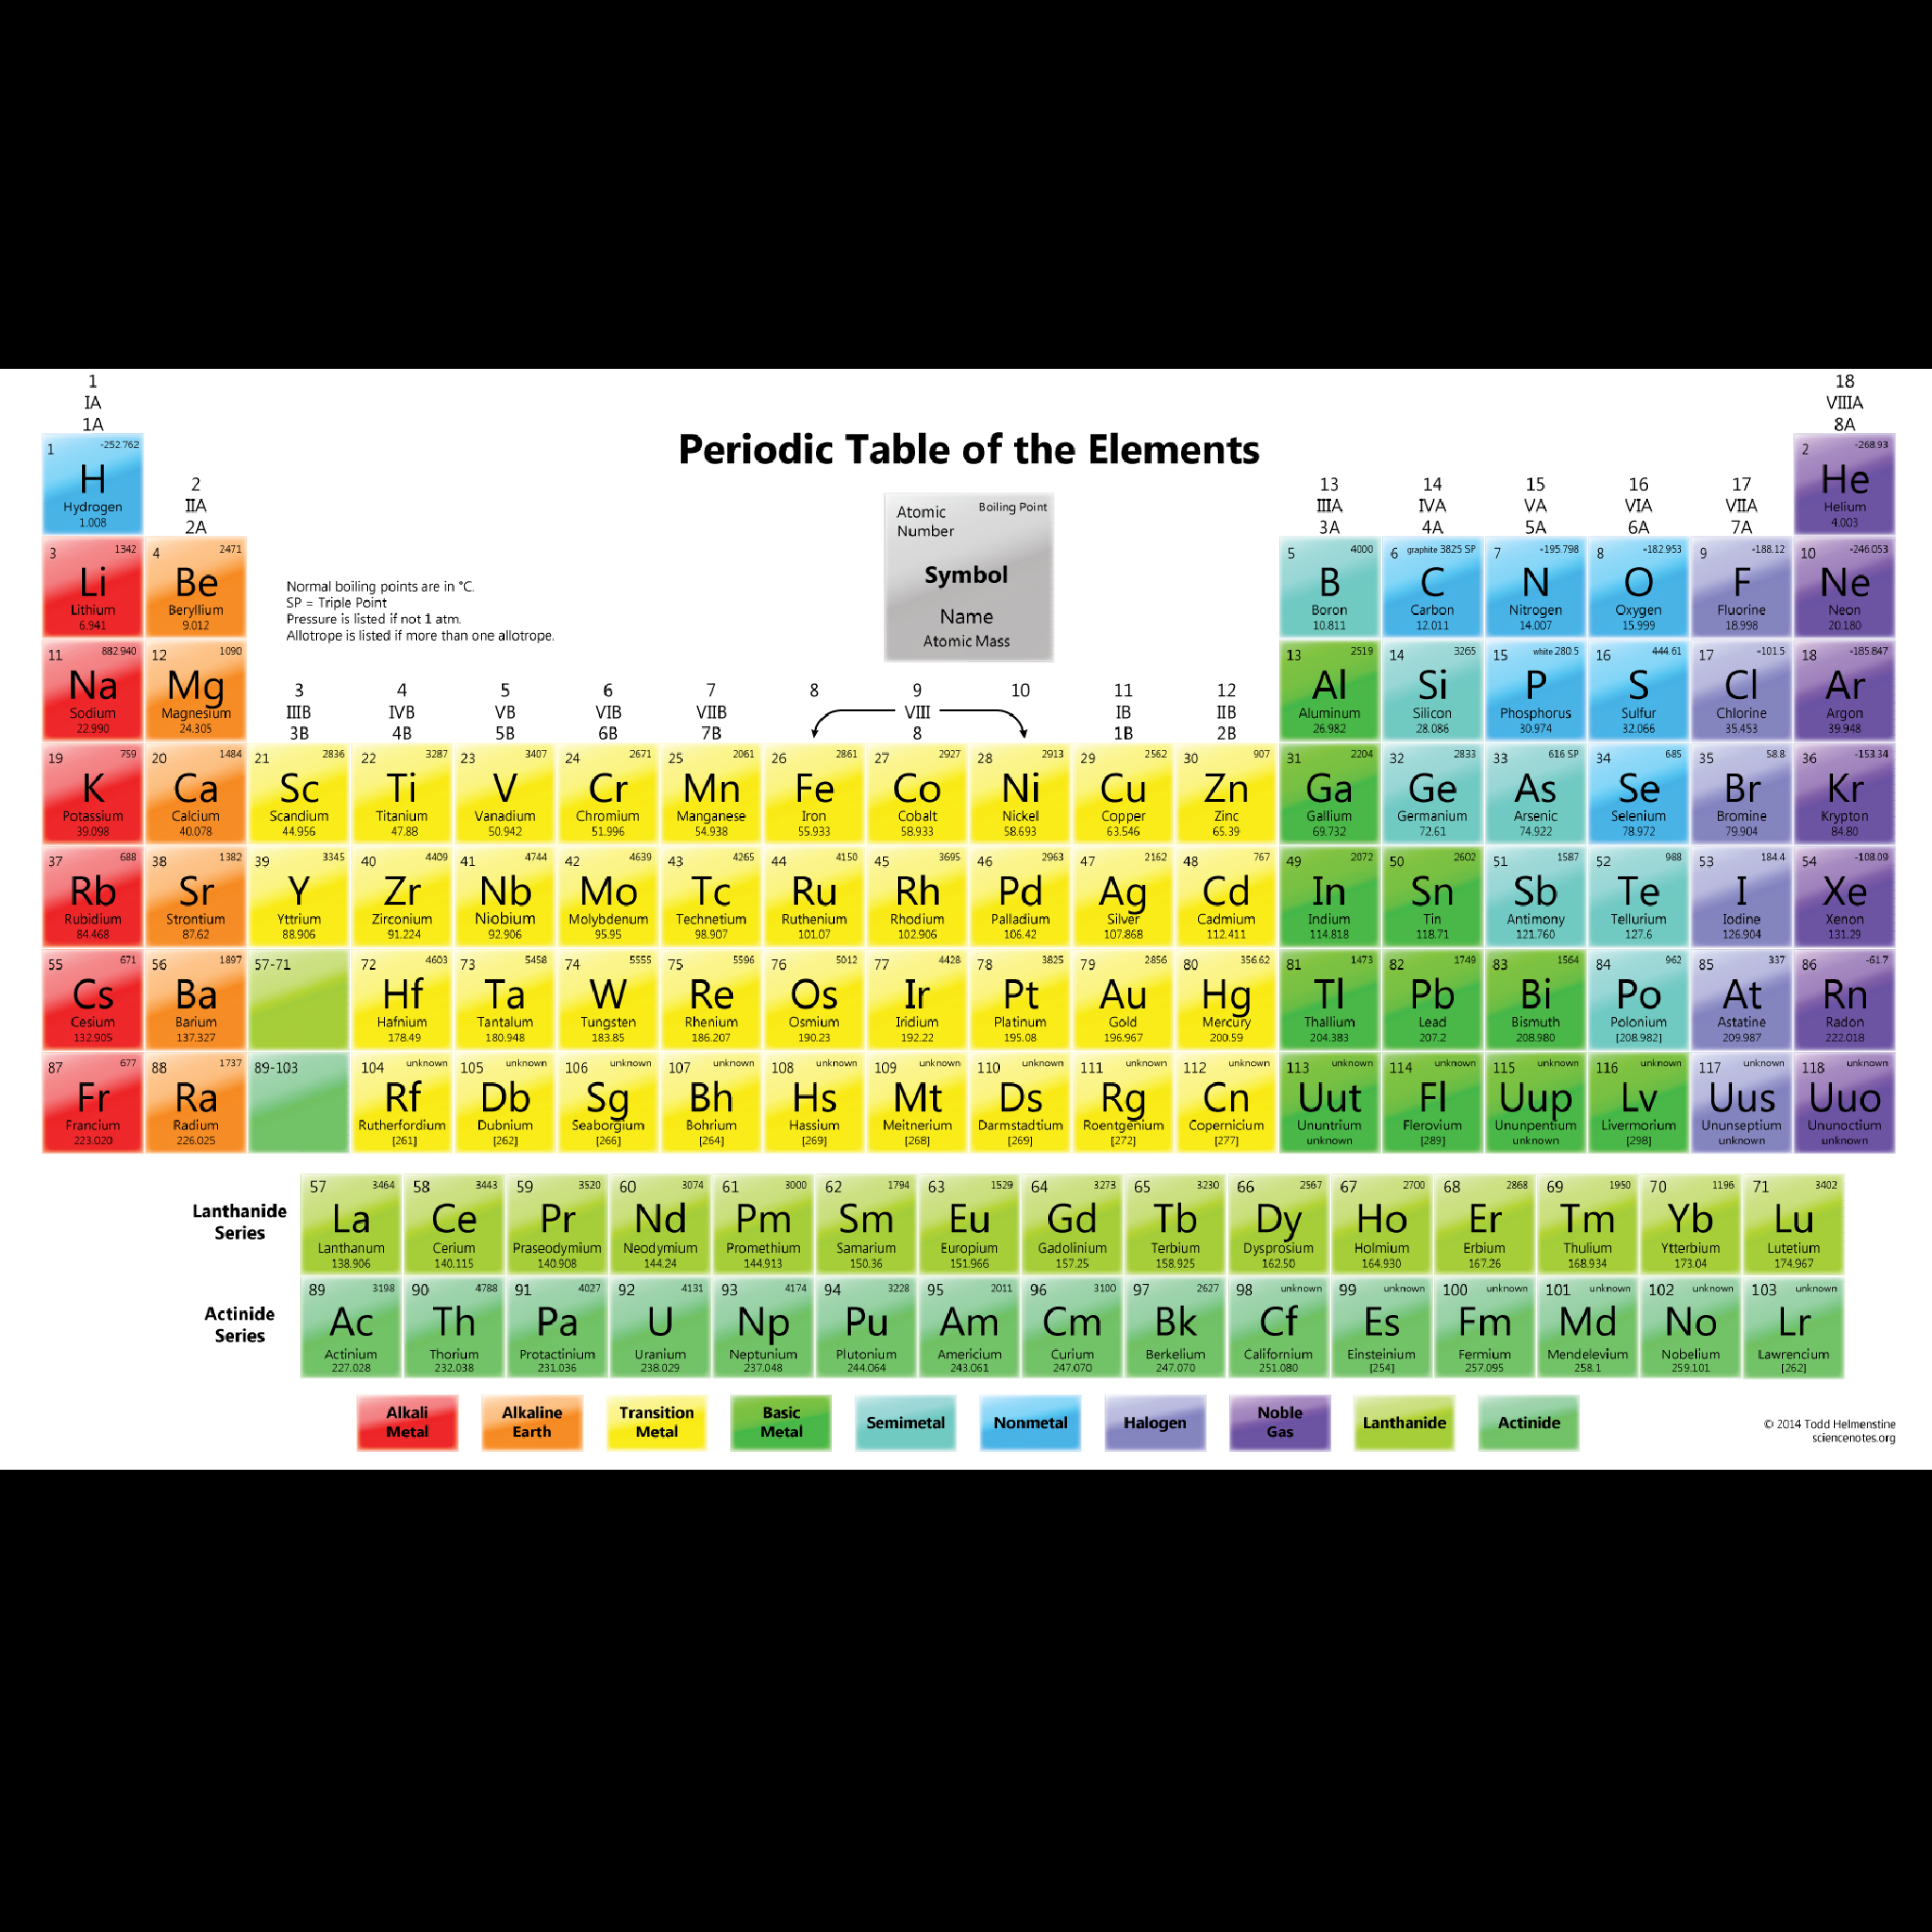 1
IA
1A
18
VIIIA
8A
Periodic Table of the Elements
1 -252.762
H
Hydrogen
1.008
2
IIA
2A
13
IIIA
3A
14
IVA
4A
15
VA
5A
16
VIA
6A
17
VIIA
7A
2 -268.93
He
Helium
4.003
Atomic Number
Boiling Point
Symbol
Name
Atomic Mass
Normal boiling points are in °C.
SP = Triple Point
Pressure is listed if not 1 atm.
Allotrope is listed if more than one allotrope.
3 1342
Li
Lithium
6.941
4 2471
Be
Beryllium
9.012
5 4000
B
Boron
10.811
6 graphite 3825 SP
C
Carbon
12.011
7 -195.798
N
Nitrogen
14.007
8 -182.953
O
Oxygen
15.999
9 -188.12
F
Fluorine
18.998
10 -246.053
Ne
Neon
20.180
11 882.940
Na
Sodium
22.990
12 1090
Mg
Magnesium
24.305
3
IIIB
3B
4
IVB
4B
5
VB
5B
6
VIB
6B
7
VIIB
7B
8
9
VIII
8
10
11
IB
1B
12
IIB
2B
13 2519
Al
Aluminum
26.982
14 3265
Si
Silicon
28.086
15 white 280.5
P
Phosphorus
30.974
16 444.61
S
Sulfur
32.066
17 -101.5
Cl
Chlorine
35.453
18 -185.847
Ar
Argon
39.948
19 759
K
Potassium
39.098
20 1484
Ca
Calcium
40.078
21 2836
Sc
Scandium
44.956
22 3287
Ti
Titanium
47.88
23 3407
V
Vanadium
50.942
24 2671
Cr
Chromium
51.996
25 2061
Mn
Manganese
54.938
26 2861
Fe
Iron
55.933
27 2927
Co
Cobalt
58.933
28 2913
Ni
Nickel
58.693
29 2562
Cu
Copper
63.546
30 907
Zn
Zinc
65.39
31 2204
Ga
Gallium
69.732
32 2833
Ge
Germanium
72.61
33 616 SP
As
Arsenic
74.922
34 685
Se
Selenium
78.972
35 58.8
Br
Bromine
79.904
36 -153.34
Kr
Krypton
84.80
37 688
Rb
Rubidium
84.468
38 1382
Sr
Strontium
87.62
39 3345
Y
Yttrium
88.906
40 4409
Zr
Zirconium
91.224
41 4744
Nb
Niobium
92.906
42 4639
Mo
Molybdenum
95.95
43 4265
Tc
Technetium
98.907
44 4150
Ru
Ruthenium
101.07
45 3695
Rh
Rhodium
102.906
46 2963
Pd
Palladium
106.42
47 2162
Ag
Silver
107.868
48 767
Cd
Cadmium
112.411
49 2072
In
Indium
114.818
50 2602
Sn
Tin
118.71
51 1587
Sb
Antimony
121.760
52 988
Te
Tellurium
127.6
53 184.4
I
Iodine
126.904
54 -108.09
Xe
Xenon
131.29
55 671
Cs
Cesium
132.905
56 1897
Ba
Barium
137.327
57-71
72 4603
Hf
Hafnium
178.49
73 5458
Ta
Tantalum
180.948
74 5555
W
Tungsten
183.85
75 5596
Re
Rhenium
186.207
76 5012
Os
Osmium
190.23
77 4428
Ir
Iridium
192.22
78 3825
Pt
Platinum
195.08
79 2856
Au
Gold
196.967
80 356.62
Hg
Mercury
200.59
81 1473
Tl
Thallium
204.383
82 1749
Pb
Lead
207.2
83 1564
Bi
Bismuth
208.980
84 962
Po
Polonium
[208.982]
85 337
At
Astatine
209.987
86 -61.7
Rn
Radon
222.018
87 677
Fr
Francium
223.020
88 1737
Ra
Radium
226.025
89-103
104 unknown
Rf
Rutherfordium
[261]
105 unknown
Db
Dubnium
[262]
106 unknown
Sg
Seaborgium
[266]
107 unknown
Bh
Bohrium
[264]
108 unknown
Hs
Hassium
[269]
109 unknown
Mt
Meitnerium
[268]
110 unknown
Ds
Darmstadtium
[269]
111 unknown
Rg
Roentgenium
[272]
112 unknown
Cn
Copernicium
[277]
113 unknown
Uut
Ununtrium
unknown
114 unknown
Fl
Flerovium
[289]
115 unknown
Uup
Ununpentium
unknown
116 unknown
Lv
Livermorium
[298]
117 unknown
Uus
Ununseptium
unknown
118 unknown
Uuo
Ununoctium
unknown
Lanthanide
Series
57 3464
La
Lanthanum
138.906
58 3443
Ce
Cerium
140.115
59 3520
Pr
Praseodymium
140.908
60 3074
Nd
Neodymium
144.24
61 3000
Pm
Promethium
144.913
62 1794
Sm
Samarium
150.36
63 1529
Eu
Europium
151.966
64 3273
Gd
Gadolinium
157.25
65 3230
Tb
Terbium
158.925
66 2567
Dy
Dysprosium
162.50
67 2700
Ho
Holmium
164.930
68 2868
Er
Erbium
167.26
69 1950
Tm
Thulium
168.934
70 1196
Yb
Ytterbium
173.04
71 3402
Lu
Lutetium
174.967
Actinide
Series
89 3198
Ac
Actinium
227.028
90 4788
Th
Thorium
232.038
91 4027
Pa
Protactinium
231.036
92 4131
U
Uranium
238.029
93 4174
Np
Neptunium
237.048
94 3228
Pu
Plutonium
244.064
95 2011
Am
Americium
243.061
96 3100
Cm
Curium
247.070
97 2627
Bk
Berkelium
247.070
98 unknown
Cf
Californium
251.080
99 unknown
Es
Einsteinium
[254]
100 unknown
Fm
Fermium
257.095
101 unknown
Md
Mendelevium
258.1
102 unknown
No
Nobelium
259.101
103 unknown
Lr
Lawrencium
[262]
Alkali
Metal
Alkaline
Earth
Transition
Metal
Basic
Metal
Semimetal
Nonmetal
Halogen
Noble
Gas
Lanthanide
Actinide
© 2014 Todd Helmenstine
sciencenotes.org